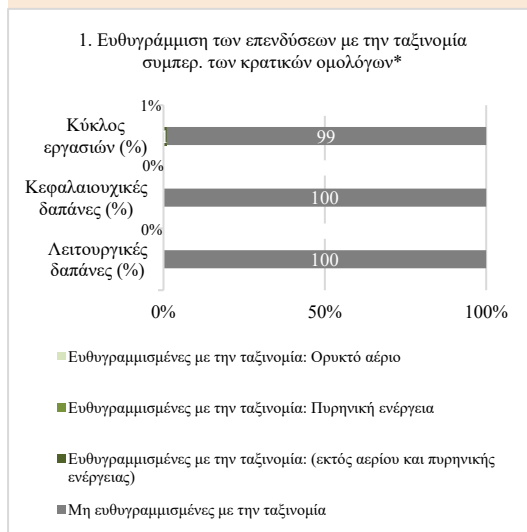 1. Ευθυγράμμιση των επενδύσεων με την ταξινομία
συμπερ. των κρατικών ομολόγων*
1%
Κύκλος
εργασιών (%)
99
0%
Κεφαλαιουχικές
δαπάνες (%)
100
0%
Λειτουργικές
δαπάνες (%)
100
0% 50% 100%
Ευθυγραμμισμένες με την ταξινομία: Ορυκτό αέριο
Ευθυγραμμισμένες με την ταξινομία: Πυρηνική ενέργεια
Ευθυγραμμισμένες με την ταξινομία: (εκτός αερίου και πυρηνικής
ενέργειας)
Μη ευθυγραμμισμένες με την ταξινομία